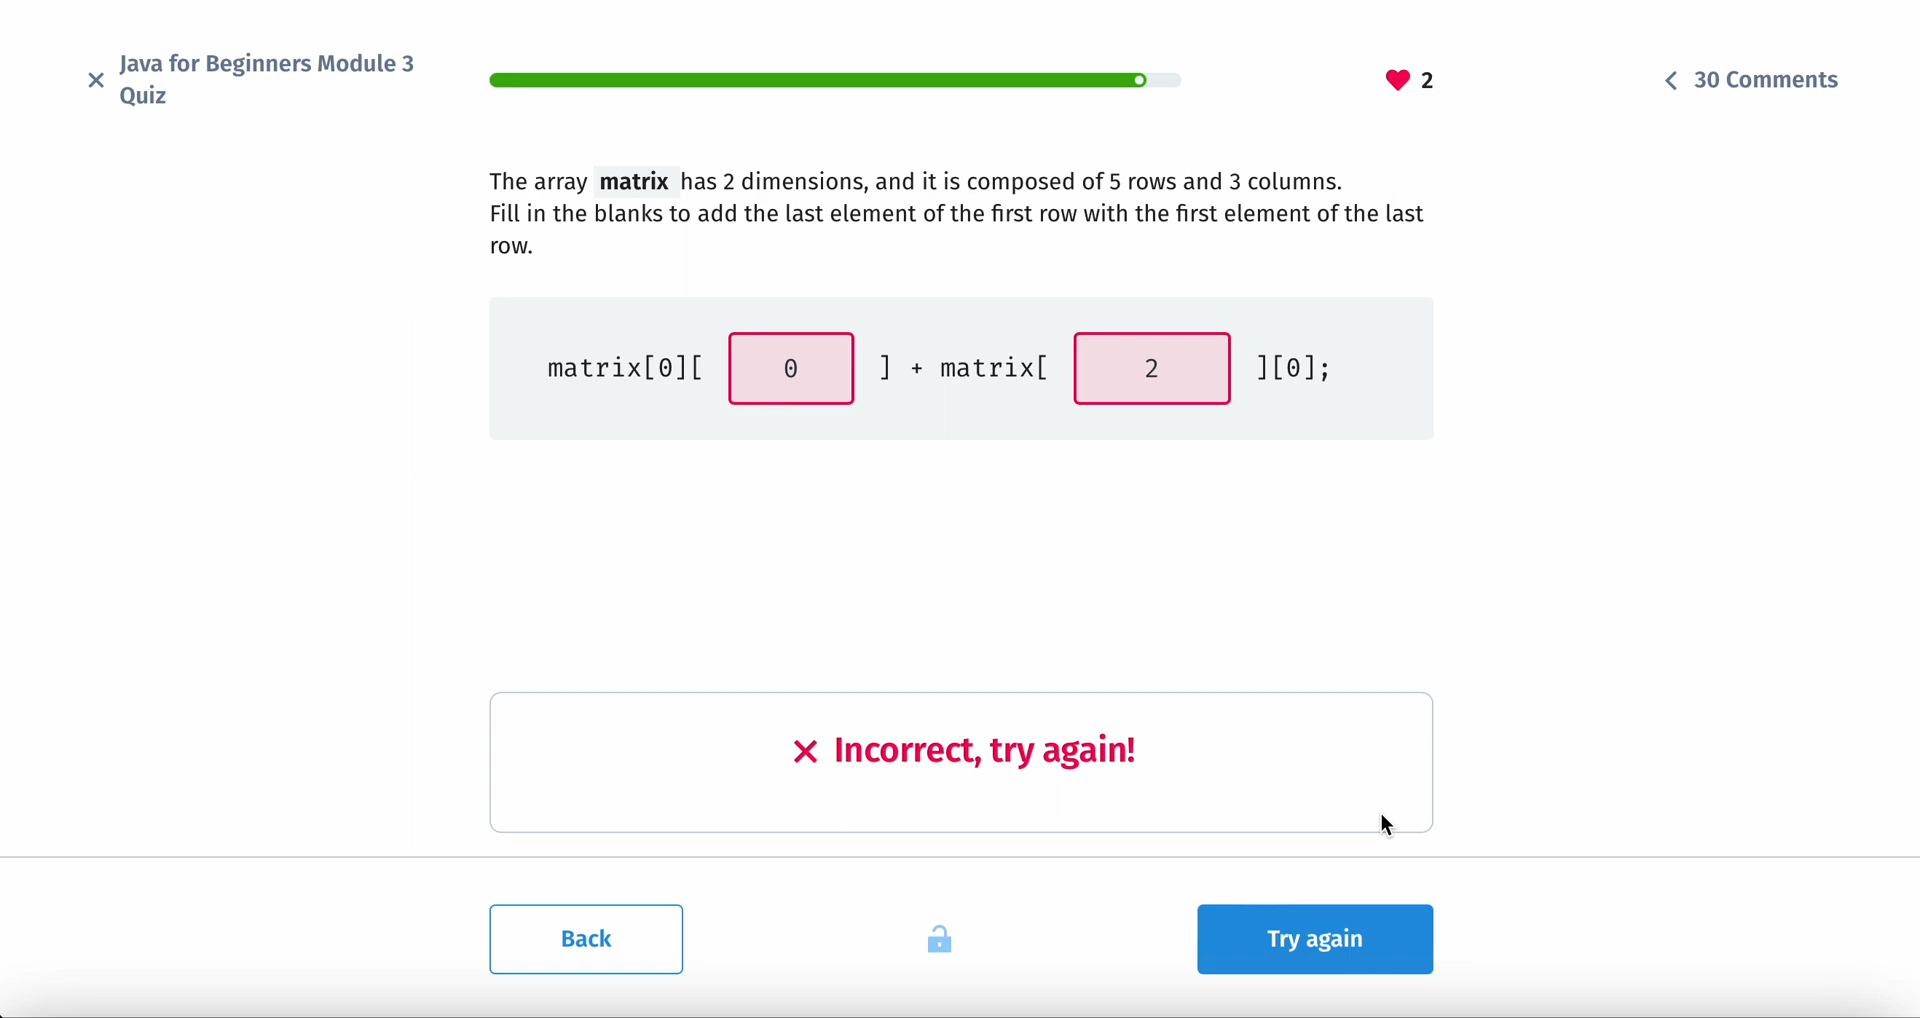 Java for Beginners Module 3
Quiz
2
30 Comments
The array matrix has 2 dimensions, and it is composed of 5 rows and 3 columns.
Fill in the blanks to add the last element of the first row with the first element of the last
row.
matrix[0][ 0 ] + matrix[ 2 ][0];
Incorrect, try again!
Back
Try again